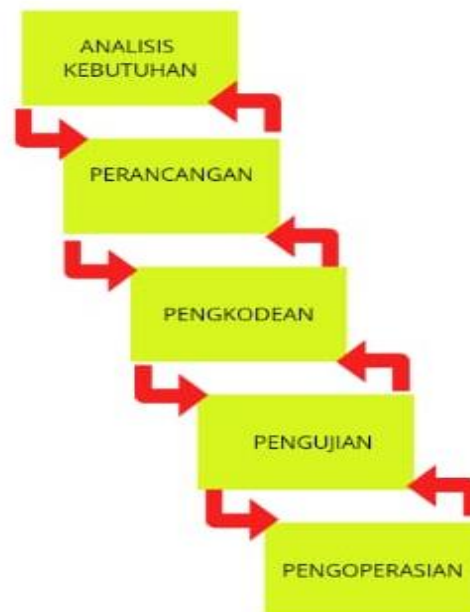 ANALISIS
KEBUTUHAN
PERANCANGAN
PENGKODEAN
PENGUJIAN
PENGOPERASIAN